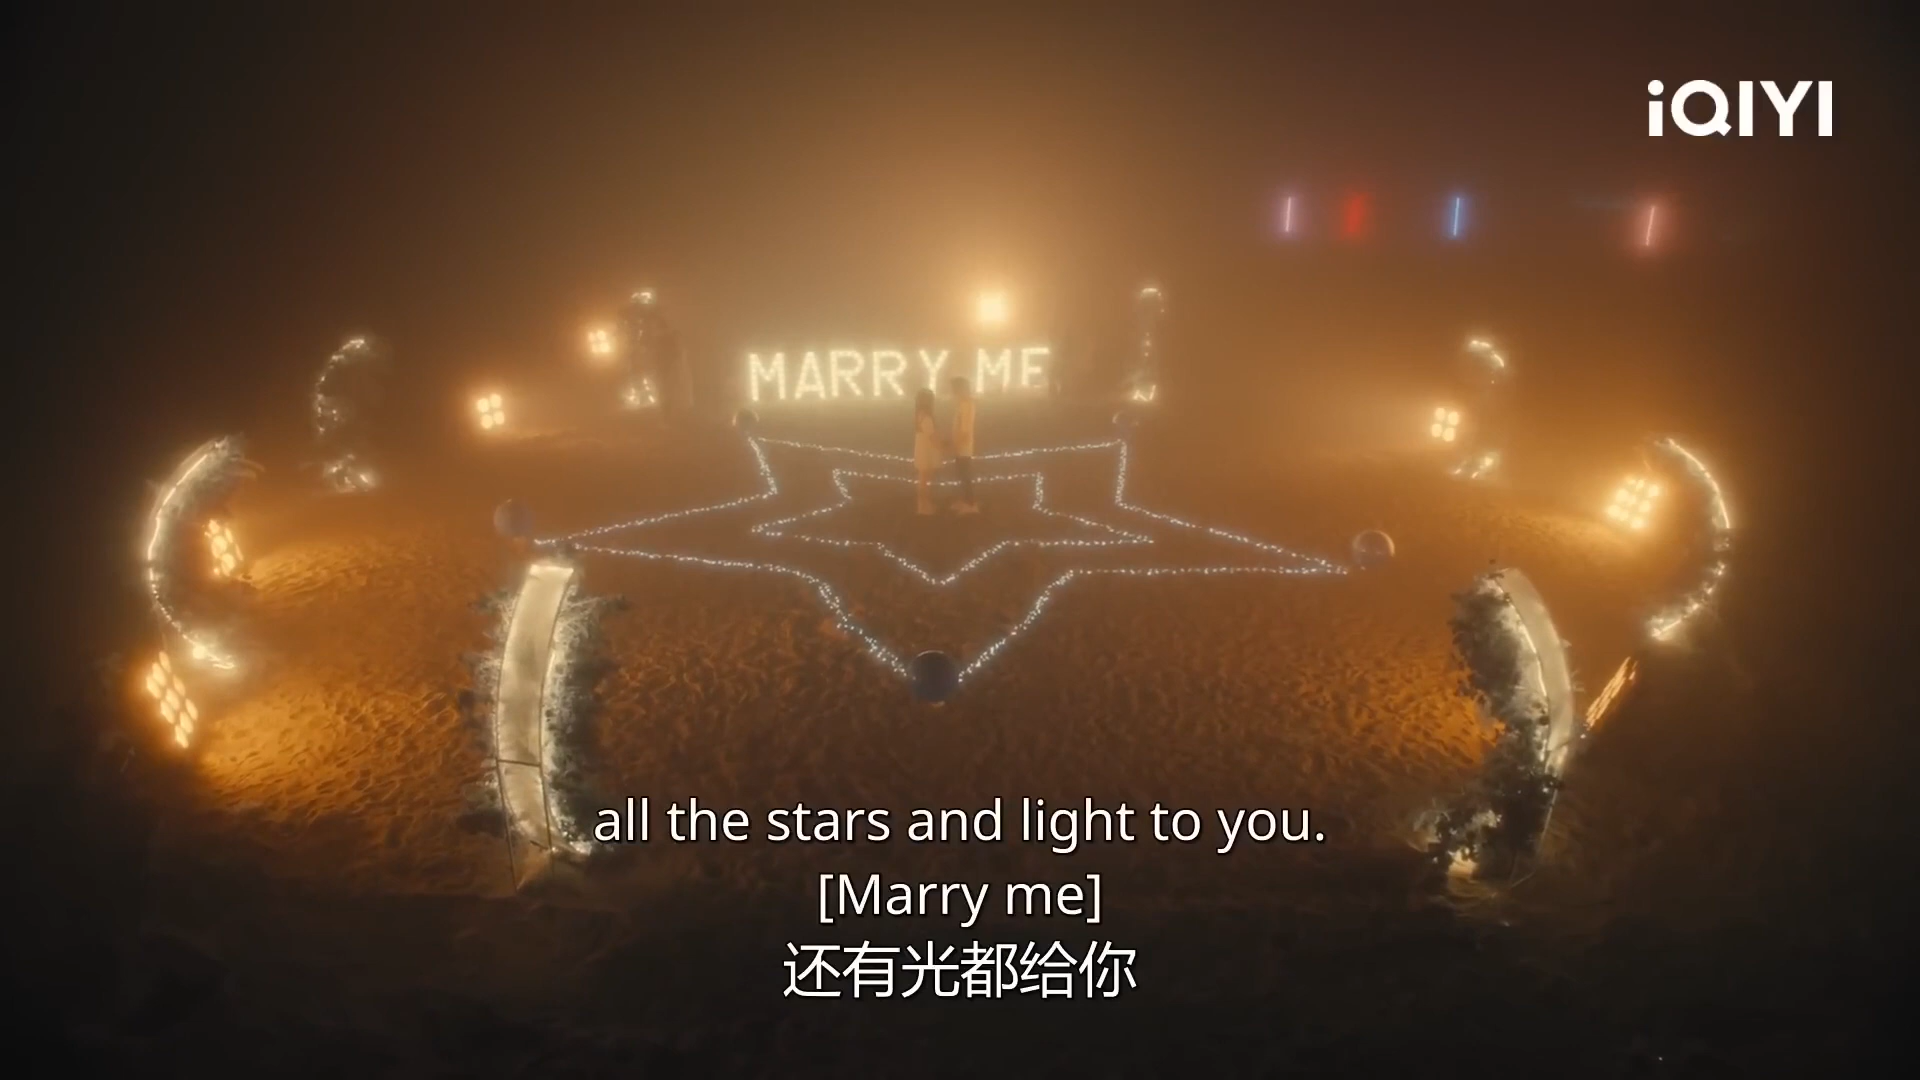 iQIYI
MARRY ME
all the stars and light to you.
[Marry me]
还有光都给你